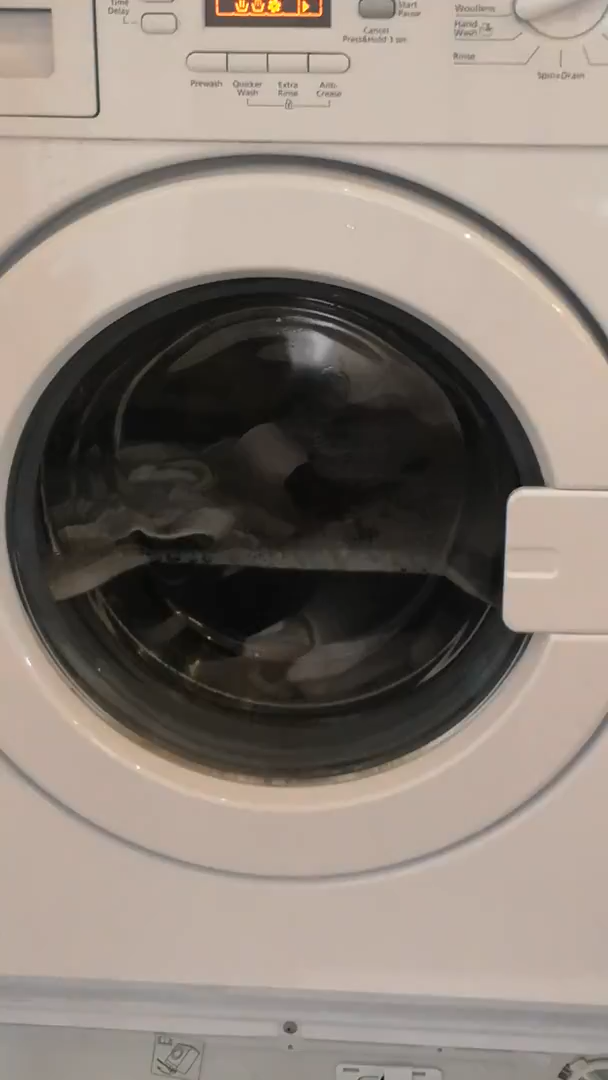 Time
Delay
Start
Pause
Cancel
Press&Hold 3 sec
Woollens
Hand
Wash
Rinse
Spin+Drain
Prewash
Quicker
Wash
Extra
Rinse
Anti-
Crease